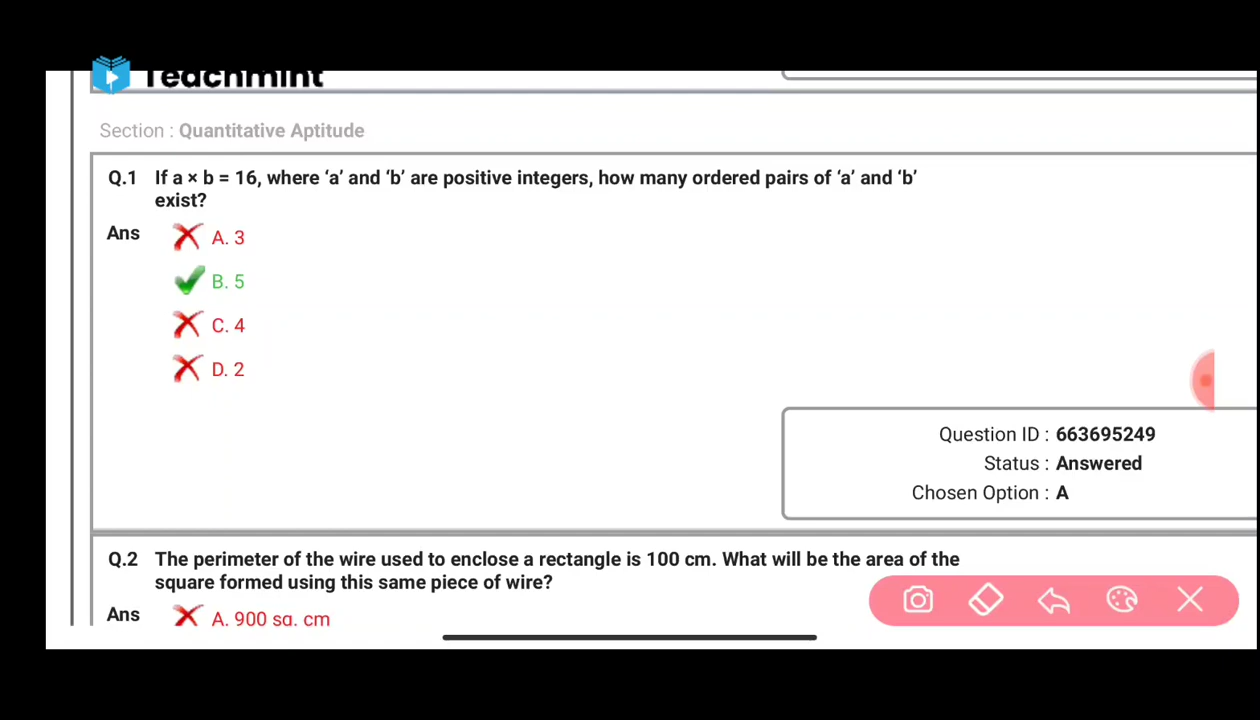 Teachmint
Section : Quantitative Aptitude
Q.1 If a × b = 16, where ‘a’ and ‘b’ are positive integers, how many ordered pairs of ‘a’ and ‘b’
exist?
Ans A. 3
B. 5
C. 4
D. 2
Question ID : 663695249
Status : Answered
Chosen Option : A
Q.2 The perimeter of the wire used to enclose a rectangle is 100 cm. What will be the area of the
square formed using this same piece of wire?
Ans A. 900 sq. cm